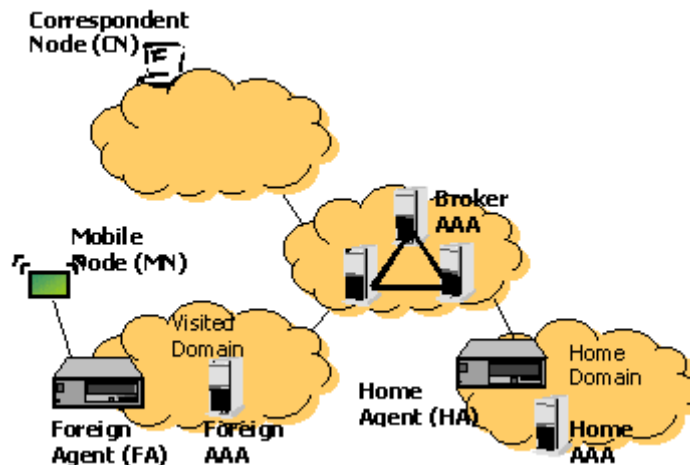 Correspondent
Node (CN)
Broker
AAA
Mobile
Node (MN)
Visited
Domain
Home
Domain
Home
Agent (HA)
Foreign
Agent (FA)
Foreign
AAA
Home
AAA